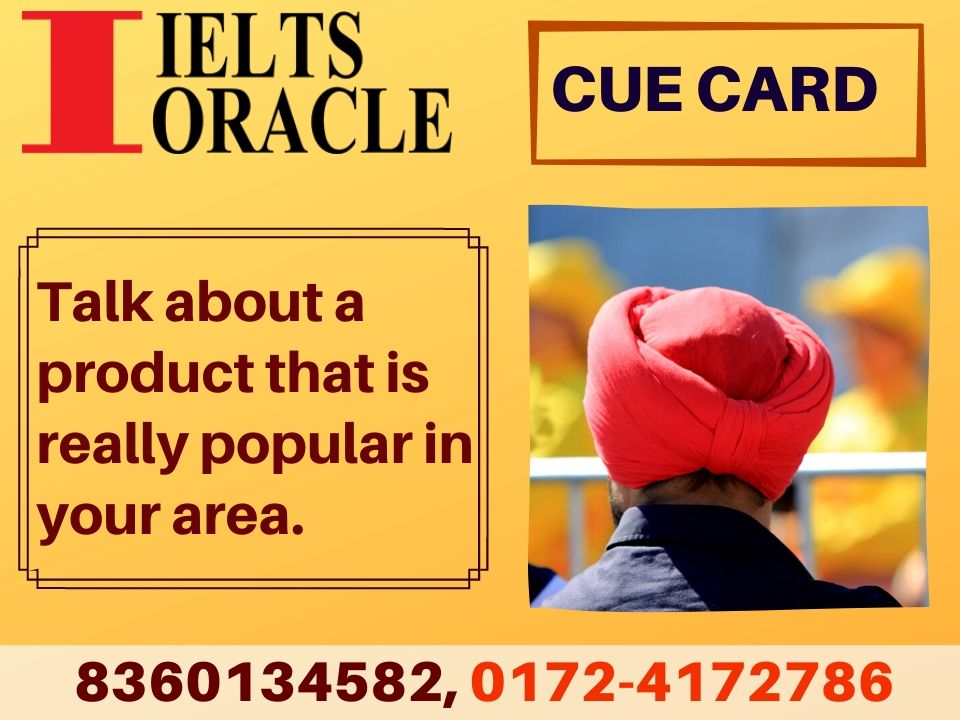 IELTS
ORACLE
CUE CARD
Talk about a
product that is
really popular in
your area.
8360134582, 0172-4172786